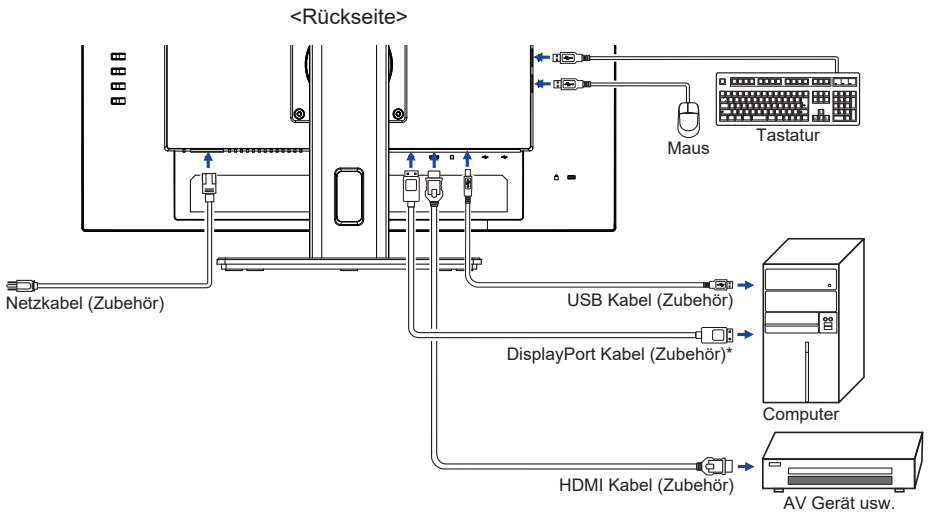 <Rückseite>
Tastatur
Maus
Netzkabel (Zubehör)
USB Kabel (Zubehör)
DisplayPort Kabel (Zubehör)*
Computer
HDMI Kabel (Zubehör)
AV Gerät usw.